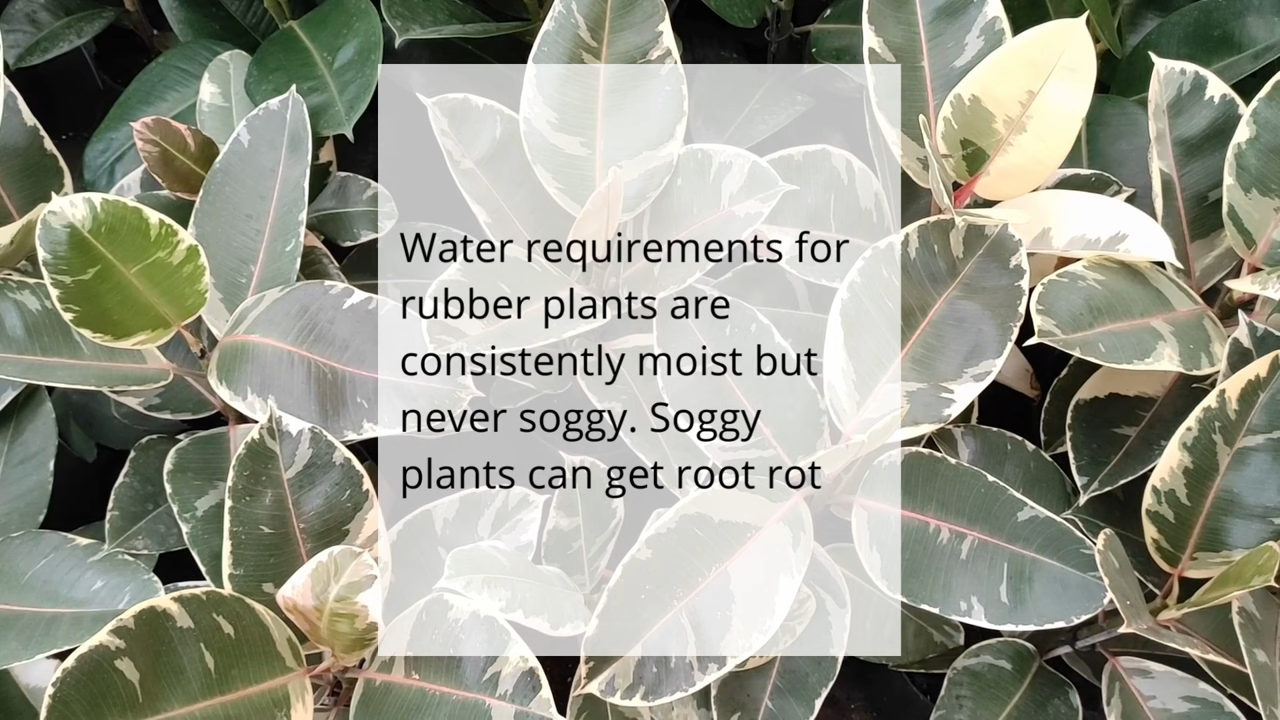 Water requirements for
rubber plants are
consistently moist but
never soggy. Soggy
plants can get root rot